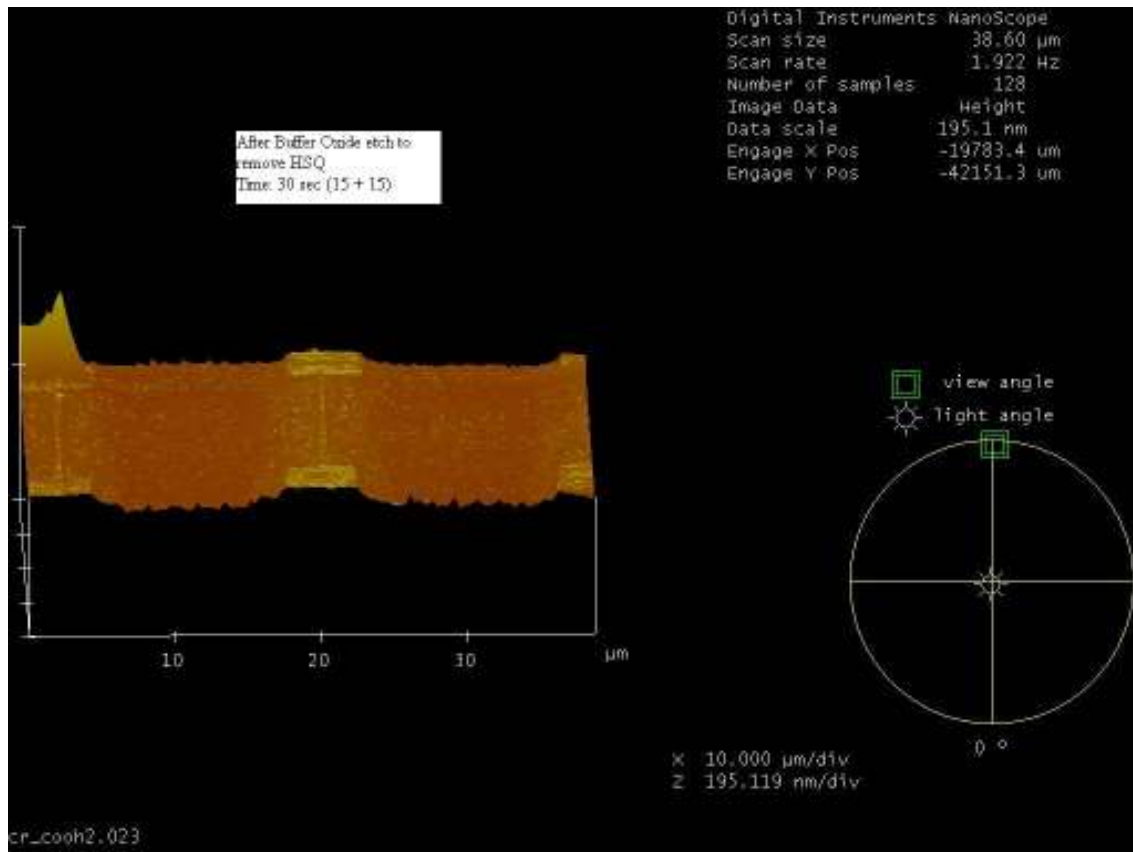 Digital Instruments NanoScope
Scan size 38.60 µm
Scan rate 1.922 Hz
Number of samples 128
Image Data Height
Data scale 195.1 nm
Engage X Pos -19783.4 um
Engage Y Pos -42151.3 um
After Buffer Oxide etch to
remove HSQ
Time: 30 sec (15 + 15)
view angle
light angle
10 20 30 µm
0 °
X 10.000 µm/div
Z 195.119 nm/div
cr_cooh2.023